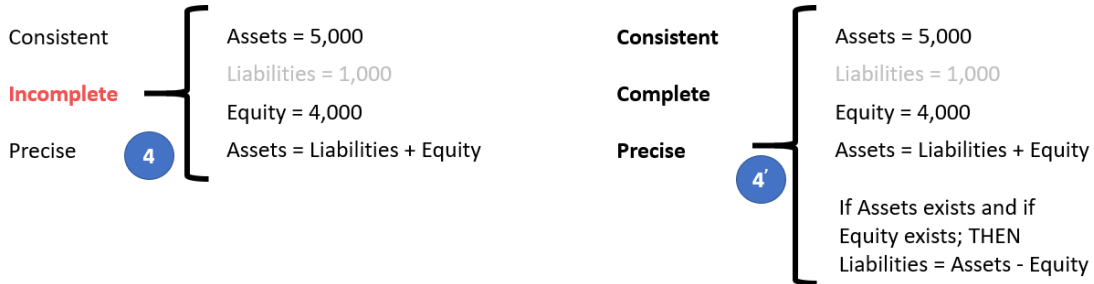 Consistent
Incomplete
Precise
4
Assets = 5,000
Liabilities = 1,000
Equity = 4,000
Assets = Liabilities + Equity
Consistent
Complete
Precise
4′
Assets = 5,000
Liabilities = 1,000
Equity = 4,000
Assets = Liabilities + Equity
If Assets exists and if
Equity exists; THEN
Liabilities = Assets - Equity